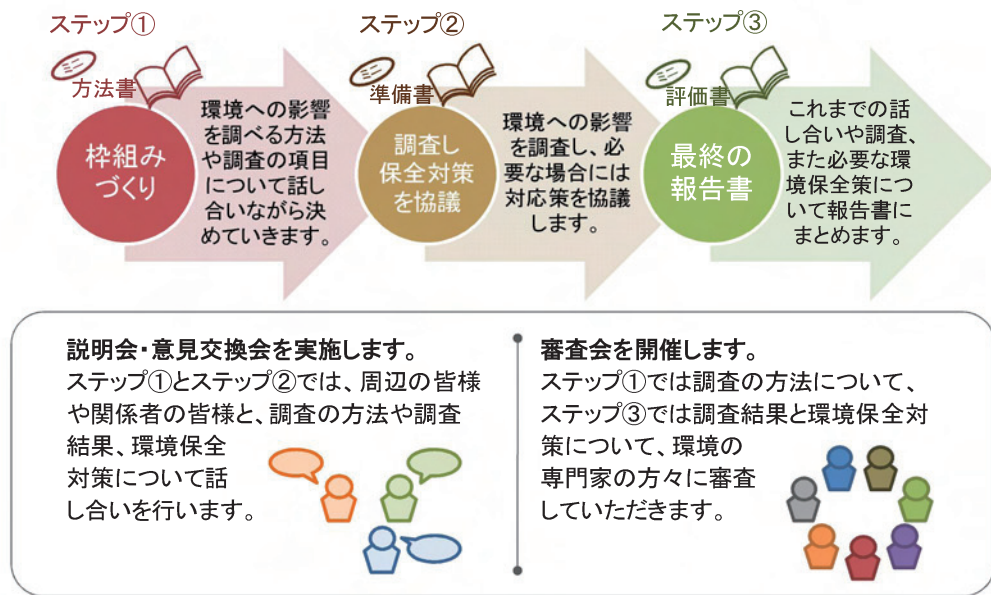 ステップ①
方法書
枠組み
づくり
環境への影響
を調べる方法
や調査の項目
について話し
合いながら決
めていきます。
ステップ②
準備書
調査し
保全対策
を協議
環境への影響
を調査し、必
要な場合には
対応策を協議
します。
ステップ③
評価書
最終の
報告書
これまでの話
し合いや調査、
また必要な環
境保全策につ
いて報告書に
まとめます。
説明会・意見交換会を実施します。
ステップ①とステップ②では、周辺の皆様
や関係者の皆様と、調査の方法や調査
結果、環境保全
対策について話
し合いを行います。
審査会を開催します。
ステップ①では調査の方法について、
ステップ③では調査結果と環境保全対
策について、環境の
専門家の方々に審査
していただきます。